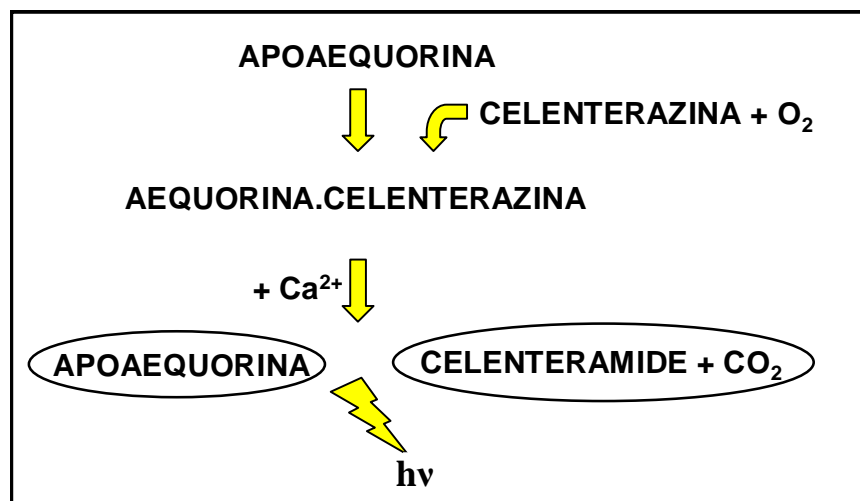 APOAEQUORINA
CELENTERAZINA + O₂
AEQUORINA.CELENTERAZINA
+ Ca²⁺
APOAEQUORINA
CELENTERAMIDE + CO₂
hν